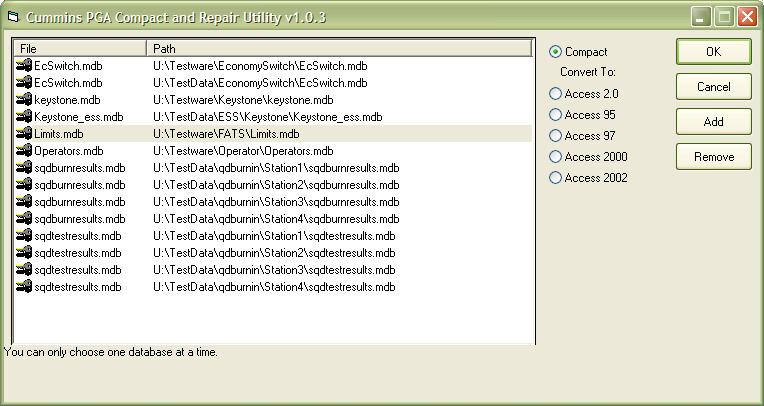 Cummins PGA Compact and Repair Utility v1.0.3
File Path
EcSwitch.mdb U:\Testware\EconomySwitch\EcSwitch.mdb
EcSwitch.mdb U:\TestData\EconomySwitch\EcSwitch.mdb
keystone.mdb U:\Testware\Keystone\keystone.mdb
Keystone_ess.mdb U:\TestData\ESS\Keystone\Keystone_ess.mdb
Limits.mdb U:\Testware\FATS\Limits.mdb
Operators.mdb U:\Testware\Operator\Operators.mdb
sqdburnresults.mdb U:\TestData\qdburnin\Station1\sqdburnresults.mdb
sqdburnresults.mdb U:\TestData\qdburnin\Station2\sqdburnresults.mdb
sqdburnresults.mdb U:\TestData\qdburnin\Station3\sqdburnresults.mdb
sqdburnresults.mdb U:\TestData\qdburnin\Station4\sqdburnresults.mdb
sqdtestresults.mdb U:\TestData\qdburnin\Station1\sqdtestresults.mdb
sqdtestresults.mdb U:\TestData\qdburnin\Station2\sqdtestresults.mdb
sqdtestresults.mdb U:\TestData\qdburnin\Station3\sqdtestresults.mdb
sqdtestresults.mdb U:\TestData\qdburnin\Station4\sqdtestresults.mdb
You can only choose one database at a time.
Compact
Convert To:
Access 2.0
Access 95
Access 97
Access 2000
Access 2002
OK
Cancel
Add
Remove